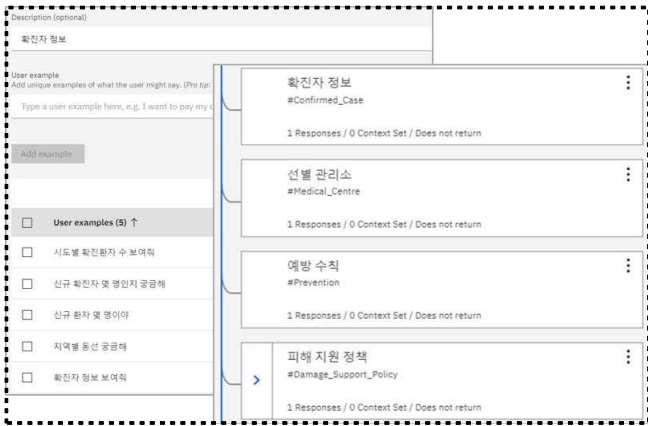 Description (optional)
확진자 정보
User example
Add unique examples of what the user might say. (Pro tip:
Type a user example here, e.g. I want to pay my c
Add example
User examples (5) ↑
시도별 확진환자 수 보여줘
신규 확진자 몇 명인지 궁금해
신규 환자 몇 명이야
지역별 동선 궁금해
확진자 정보 보여줘
확진자 정보
#Confirmed_Case
1 Responses / 0 Context Set / Does not return
선별 관리소
#Medical_Centre
1 Responses / 0 Context Set / Does not return
예방 수칙
#Prevention
1 Responses / 0 Context Set / Does not return
피해 지원 정책
#Damage_Support_Policy
1 Responses / 0 Context Set / Does not return